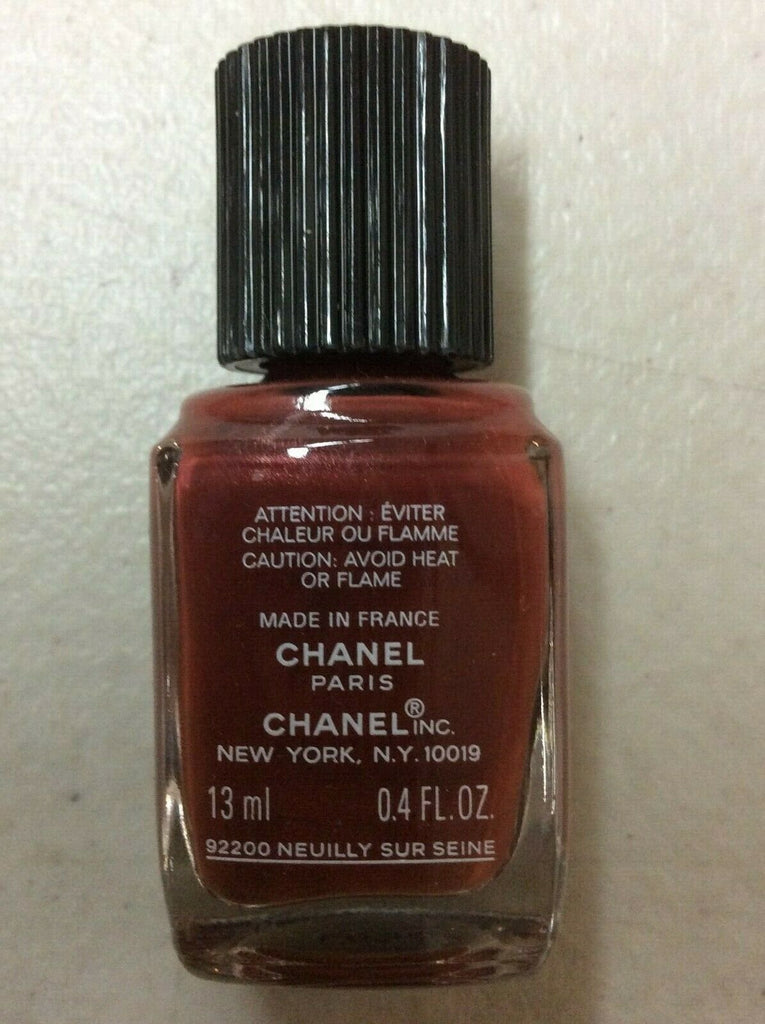 ATTENTION : ÉVITER
CHALEUR OU FLAMME
CAUTION: AVOID HEAT
OR FLAME
MADE IN FRANCE
CHANEL
PARIS
CHANEL® INC.
NEW YORK, N.Y. 10019
13 ml 0.4 FL.OZ.
92200 NEUILLY SUR SEINE